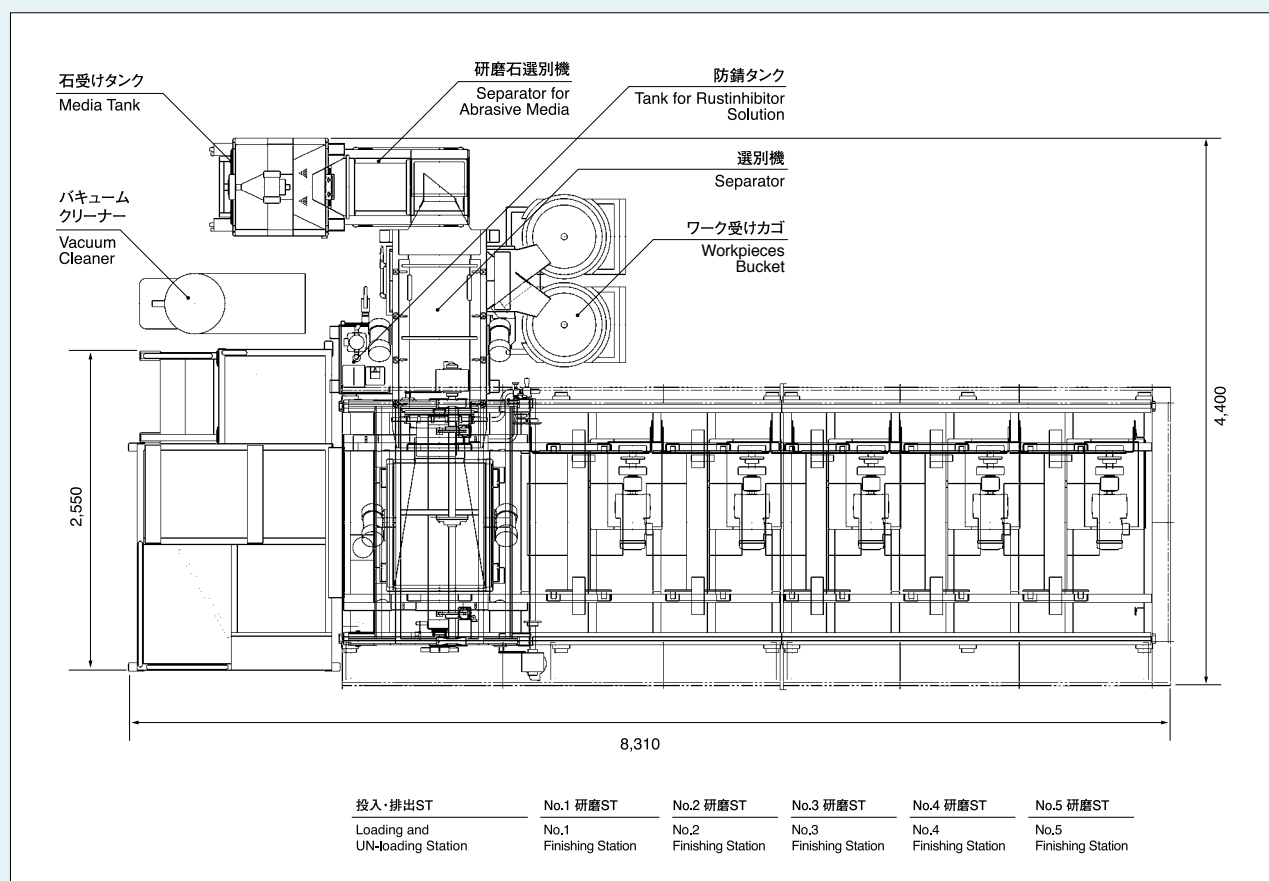 石受けタンク
Media Tank
研磨石選別機
Separator for
Abrasive Media
防錆タンク
Tank for Rustinhibitor
Solution
選別機
Separator
バキューム
クリーナー
Vacuum
Cleaner
ワーク受けカゴ
Workpieces
Bucket
4,400
2,550
8,310
投入・排出ST
Loading and
UN-loading Station
No.1 研磨ST
No.1
Finishing Station
No.2 研磨ST
No.2
Finishing Station
No.3 研磨ST
No.3
Finishing Station
No.4 研磨ST
No.4
Finishing Station
No.5 研磨ST
No.5
Finishing Station